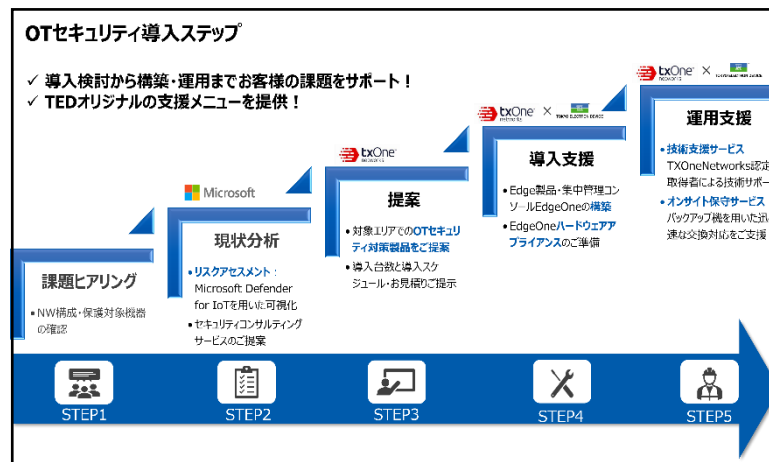 OTセキュリティ導入ステップ
✓ 導入検討から構築・運用までお客様の課題をサポート！
✓ TEDオリジナルの支援メニューを提供！
課題ヒアリング
•NW構成・保護対象機器
の確認
Microsoft
現状分析
•リスクアセスメント：
Microsoft Defender
for IoTを用いた可視化
•セキュリティコンサルティング
サービスのご提案
txOne
networks
提案
•対象エリアでのOTセキュリ
ティ対策製品をご提案
•導入台数と導入スケ
ジュール・お見積りご提示
txOne
networks
×
TOKYO ELECTRON DEVICE
導入支援
•Edge製品・集中管理コン
ソールEdgeOneの構築
•EdgeOneハードウェアア
プライアンスのご準備
txOne
networks
×
TOKYO ELECTRON DEVICE
運用支援
•技術支援サービス
TXOneNetworks認定
取得者による技術サポー
•オンサイト保守サービス
バックアップ機を用いた迅
速な交換対応をご支援
STEP1
STEP2
STEP3
STEP4
STEP5